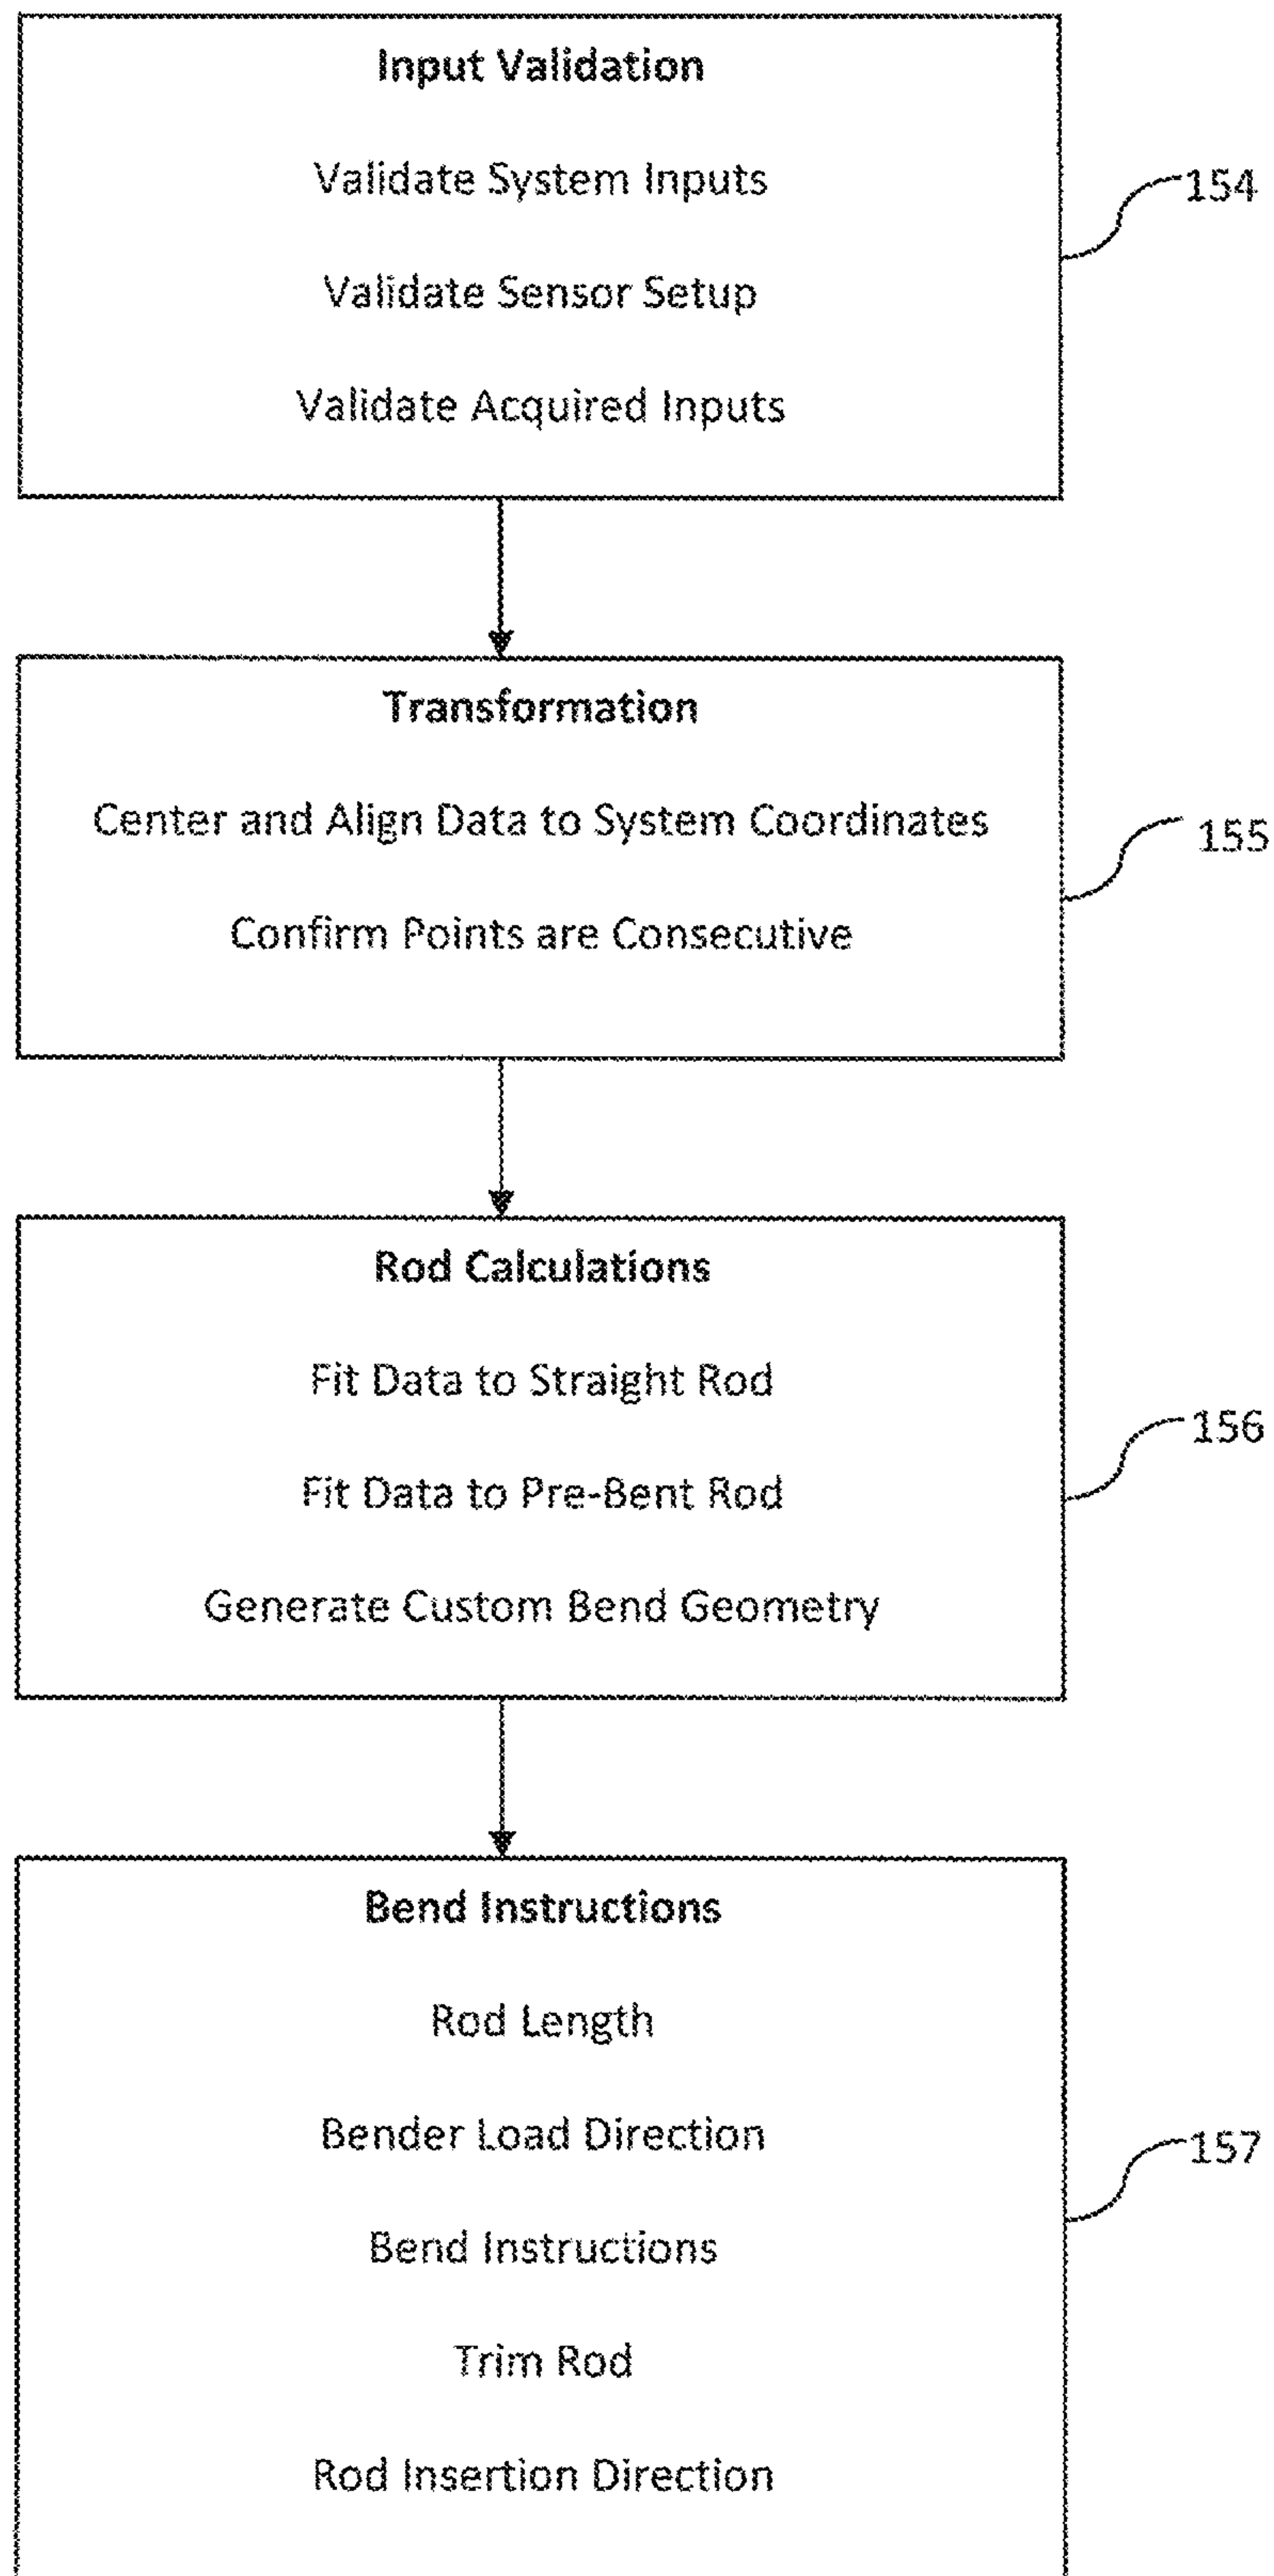 Input Validation
Validate System Inputs
Validate Sensor Setup
Validate Acquired Inputs
154
Transformation
Center and Align Data to System Coordinates
Confirm Points are Consecutive
155
Rod Calculations
Fit Data to Straight Rod
Fit Data to Pre-Bent Rod
Generate Custom Bend Geometry
156
Bend Instructions
Rod Length
Bender Load Direction
Bend Instructions
Trim Rod
Rod Insertion Direction
157